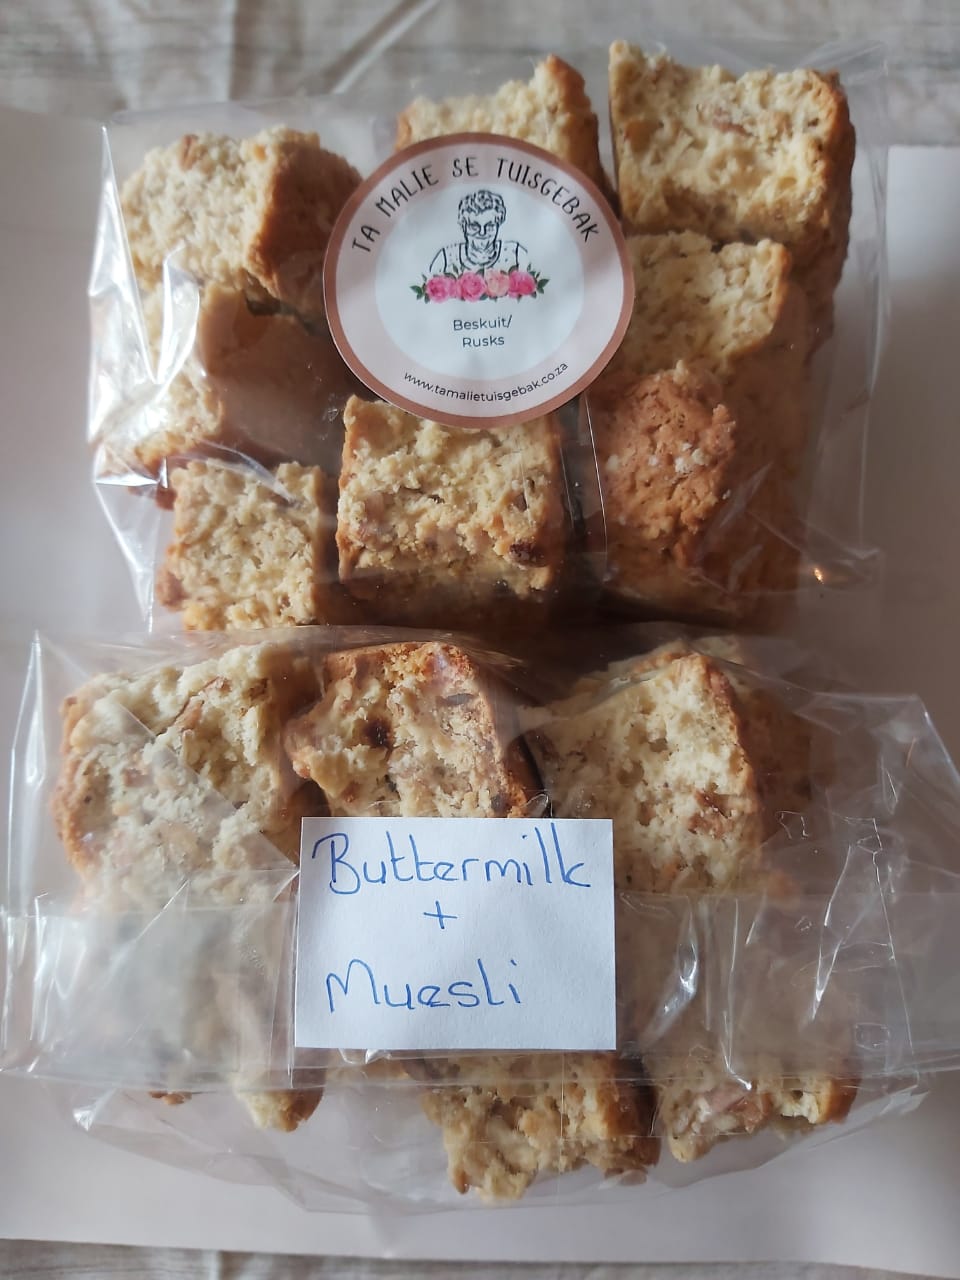 TA MALIE SE TUISGEBAK
Beskuit/
Rusks
www.tamalietuisgebak.co.za
Buttermilk
+
Muesli